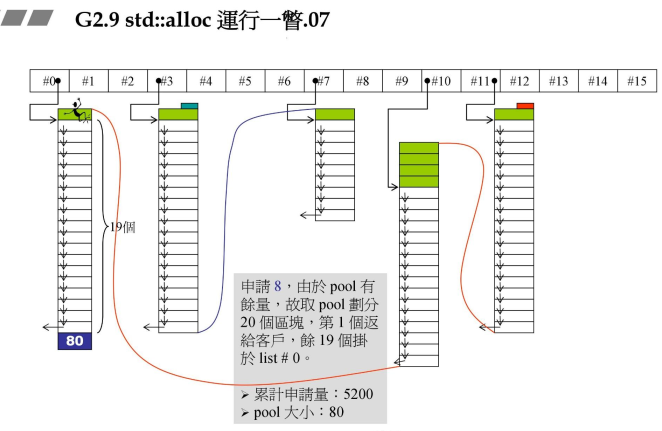 G2.9 std::alloc 運行一瞥.07
#0 #1 #2 #3 #4 #5 #6 #7 #8 #9 #10 #11 #12 #13 #14 #15
19個
80
申請 8，由於 pool 有
餘量，故取 pool 劃分
20 個區塊，第 1 個返
給客戶，餘 19 個掛
於 list # 0。
➢ 累計申請量：5200
➢ pool 大小：80